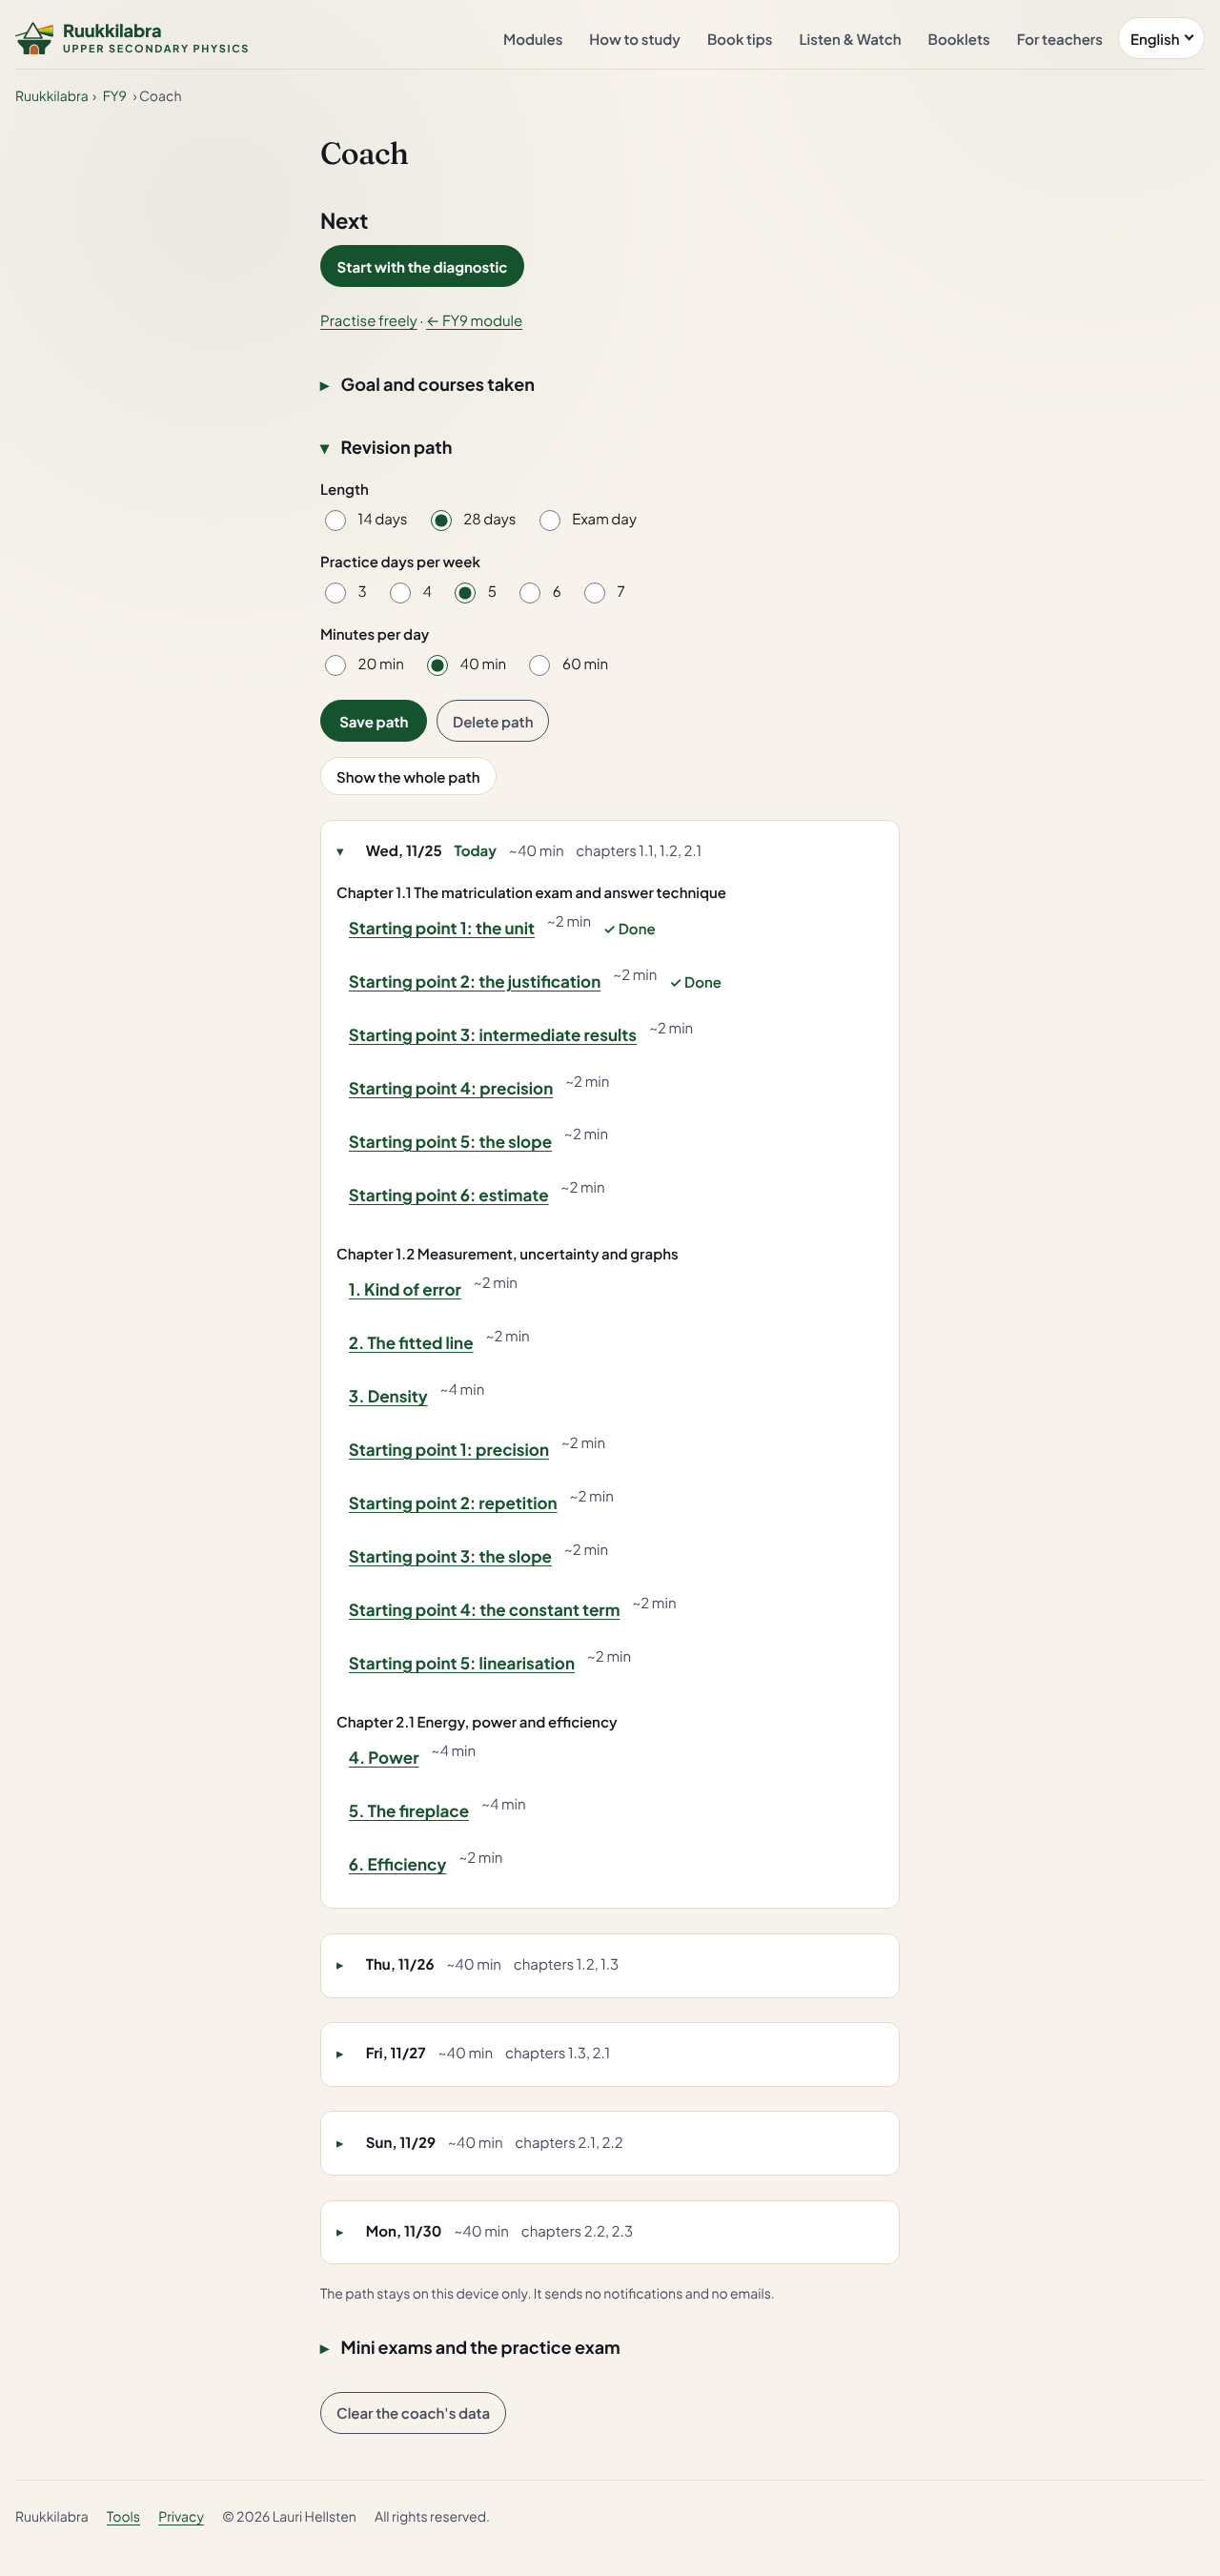 Ruukkilabra
UPPER SECONDARY PHYSICS
Modules How to study Book tips Listen & Watch Booklets For teachers English
Ruukkilabra › FY9 › Coach
Coach
Next
Start with the diagnostic
Practise freely · ← FY9 module
▸ Goal and courses taken
▾ Revision path
Length
14 days 28 days Exam day
Practice days per week
3 4 5 6 7
Minutes per day
20 min 40 min 60 min
Save path Delete path
Show the whole path
▾ Wed, 11/25 Today ~40 min chapters 1.1, 1.2, 2.1
Chapter 1.1 The matriculation exam and answer technique
Starting point 1: the unit ~2 min ✓ Done
Starting point 2: the justification ~2 min ✓ Done
Starting point 3: intermediate results ~2 min
Starting point 4: precision ~2 min
Starting point 5: the slope ~2 min
Starting point 6: estimate ~2 min
Chapter 1.2 Measurement, uncertainty and graphs
1. Kind of error ~2 min
2. The fitted line ~2 min
3. Density ~4 min
Starting point 1: precision ~2 min
Starting point 2: repetition ~2 min
Starting point 3: the slope ~2 min
Starting point 4: the constant term ~2 min
Starting point 5: linearisation ~2 min
Chapter 2.1 Energy, power and efficiency
4. Power ~4 min
5. The fireplace ~4 min
6. Efficiency ~2 min
▸ Thu, 11/26 ~40 min chapters 1.2, 1.3
▸ Fri, 11/27 ~40 min chapters 1.3, 2.1
▸ Sun, 11/29 ~40 min chapters 2.1, 2.2
▸ Mon, 11/30 ~40 min chapters 2.2, 2.3
The path stays on this device only. It sends no notifications and no emails.
▸ Mini exams and the practice exam
Clear the coach's data
Ruukkilabra Tools Privacy © 2026 Lauri Hellsten All rights reserved.